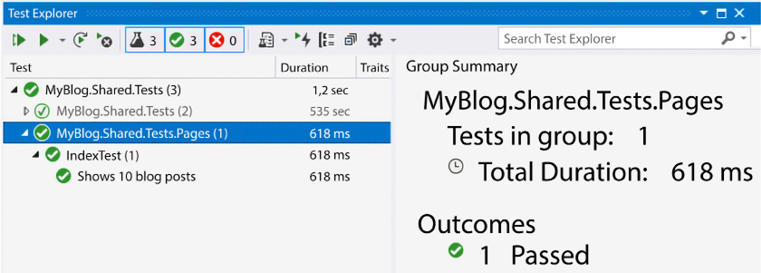 Test Explorer
3 3 0
Search Test Explorer
Test Duration Traits
MyBlog.Shared.Tests (3) 1,2 sec
MyBlog.Shared.Tests (2) 535 sec
MyBlog.Shared.Tests.Pages (1) 618 ms
IndexTest (1) 618 ms
Shows 10 blog posts 618 ms
Group Summary
MyBlog.Shared.Tests.Pages
Tests in group: 1
Total Duration: 618 ms
Outcomes
1 Passed